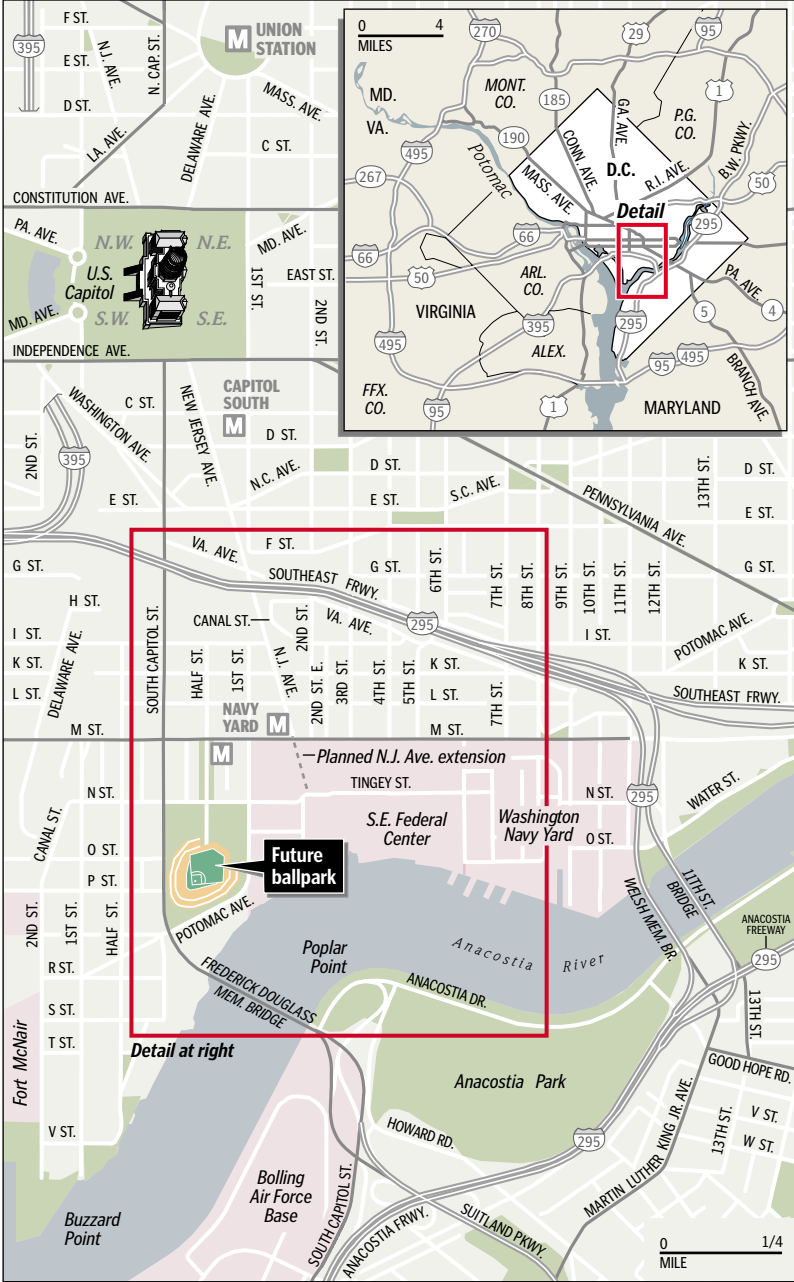 F ST.
E ST.
D ST.
395
N.J. AVE.
N. CAP. ST.
M UNION
STATION
MASS. AVE.
LA. AVE.
DELAWARE AVE.
C ST.
CONSTITUTION AVE.
PA. AVE.
N.W.
N.E.
MD. AVE.
U.S.
Capitol
1ST ST.
EAST ST.
2ND ST.
MD. AVE.
S.W.
S.E.
INDEPENDENCE AVE.
0 4
MILES
270
29
95
MD.
VA.
MONT.
CO.
185
GA. AVE.
P.G.
CO.
1
190
CONN. AVE.
D.C.
R.I. AVE.
B.W. PKWY.
495
Potomac
MASS. AVE.
267
50
Detail
295
66
66
50
ARL.
CO.
PA. AVE.
VIRGINIA
395
295
5
4
495
ALEX.
95
495
BRANCH AVE.
FFX.
CO.
95
1
MARYLAND
WASHINGTON AVE.
C ST.
NEW JERSEY AVE.
CAPITOL
SOUTH
M
2ND ST.
395
D ST.
N.C. AVE.
D ST.
13TH ST.
D ST.
E ST.
E ST.
S.C. AVE.
PENNSYLVANIA AVE.
E ST.
VA. AVE.
F ST.
G ST.
SOUTHEAST FRWY.
G ST.
6TH ST.
7TH ST.
8TH ST.
9TH ST.
10TH ST.
11TH ST.
12TH ST.
G ST.
H ST.
SOUTH CAPITOL ST.
CANAL ST.
2ND ST.
VA. AVE.
295
I ST.
DELAWARE AVE.
I ST.
POTOMAC AVE.
K ST.
HALF ST.
1ST ST.
N.J. AVE.
2ND ST. E.
3RD ST.
4TH ST.
5TH ST.
K ST.
K ST.
L ST.
L ST.
7TH ST.
SOUTHEAST FRWY.
M ST.
NAVY
YARD
M
M
M ST.
Planned N.J. Ave. extension
TINGEY ST.
N ST.
N ST.
295
WATER ST.
CANAL ST.
S.E. Federal
Center
Washington
Navy Yard
O ST.
O ST.
Future
ballpark
P ST.
WELSH MEM. BR.
11TH ST.
BRIDGE
2ND ST.
1ST ST.
HALF ST.
POTOMAC AVE.
Poplar
Point
Anacostia River
ANACOSTIA
FREEWAY
295
R ST.
FREDERICK DOUGLASS
MEM. BRIDGE
ANACOSTIA DR.
S ST.
13TH ST.
T ST.
Detail at right
Fort McNair
Anacostia Park
GOOD HOPE RD.
V ST.
HOWARD RD.
295
MARTIN LUTHER KING JR. AVE.
13TH ST.
V ST.
W ST.
Bolling
Air Force
Base
SOUTH CAPITOL ST.
Buzzard
Point
ANACOSTIA FRWY.
SUITLAND PKWY.
0 1/4
MILE